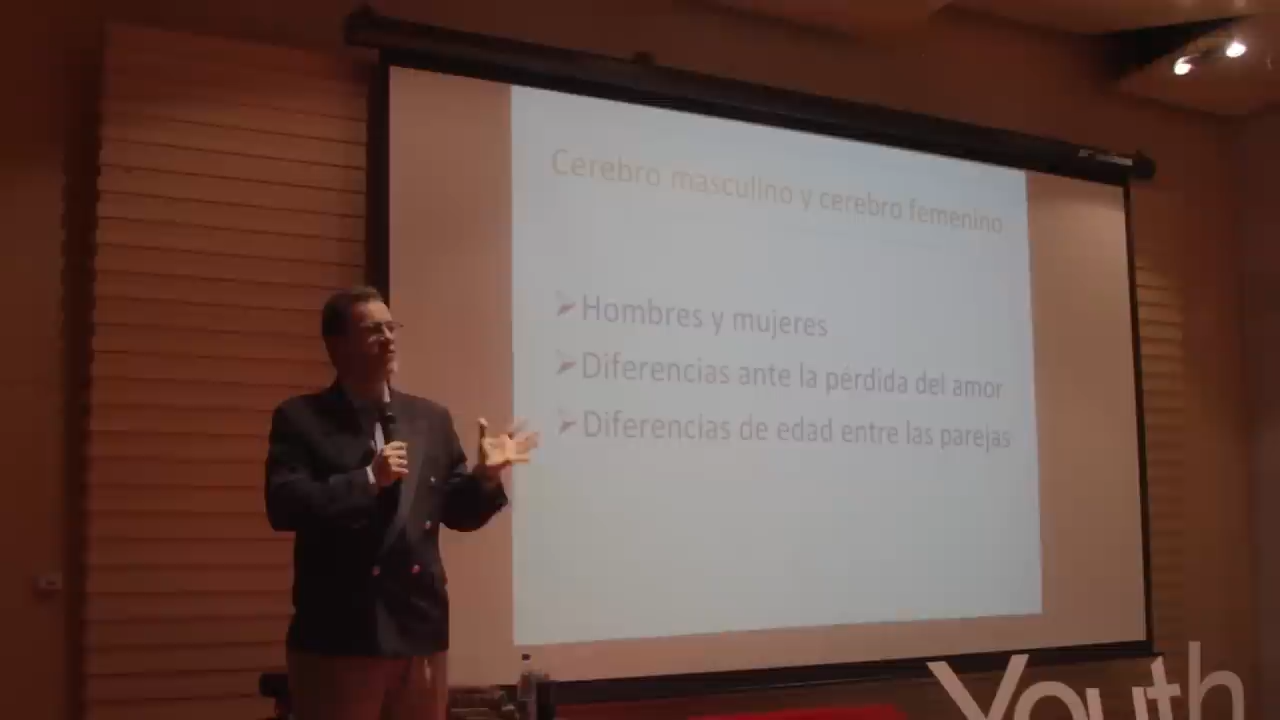 Cerebro masculino y cerebro femenino
Hombres y mujeres
Diferencias ante la pérdida del amor
Diferencias de edad entre las parejas
Youth